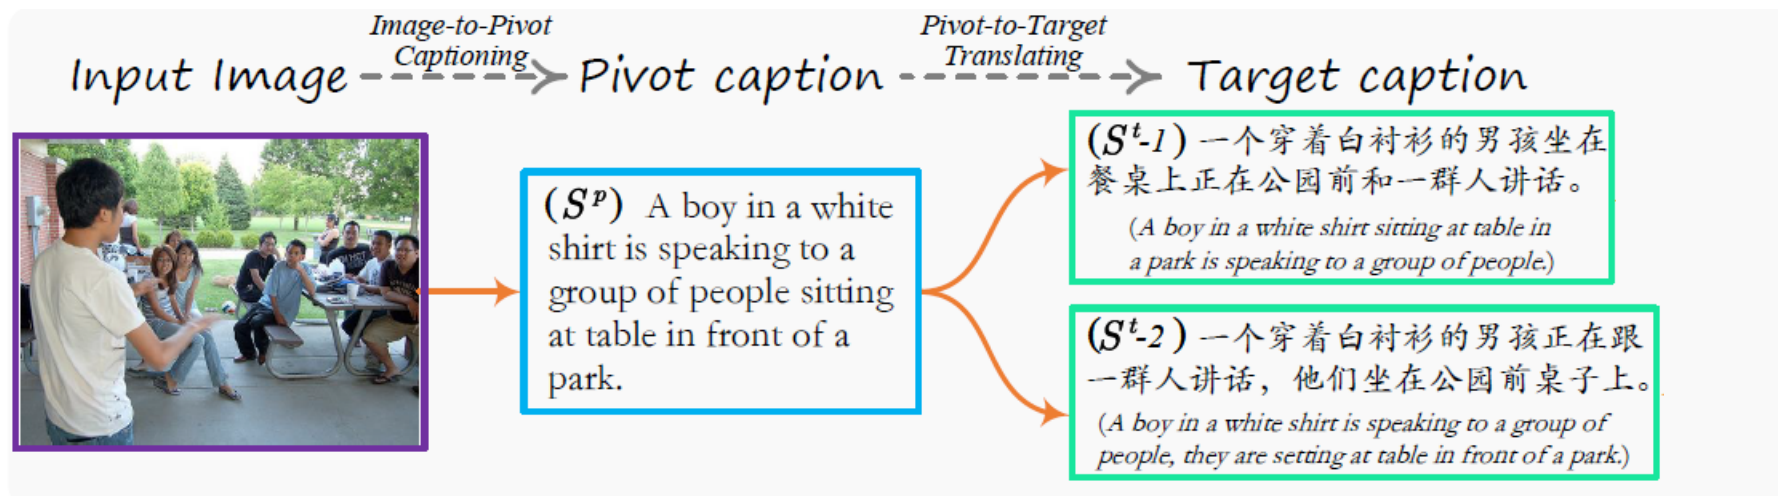 Image-to-Pivot
Captioning
Pivot-to-Target
Translating
Input Image
Pivot caption
Target caption
(Sᵖ) A boy in a white
shirt is speaking to a
group of people sitting
at table in front of a
park.
(Sᵗ-1) 一个穿着白衬衫的男孩坐在
餐桌上正在公园前和一群人讲话。
(A boy in a white shirt sitting at table in
a park is speaking to a group of people.)
(Sᵗ-2) 一个穿着白衬衫的男孩正在跟
一群人讲话，他们坐在公园前桌子上。
(A boy in a white shirt is speaking to a group of
people, they are setting at table in front of a park.)